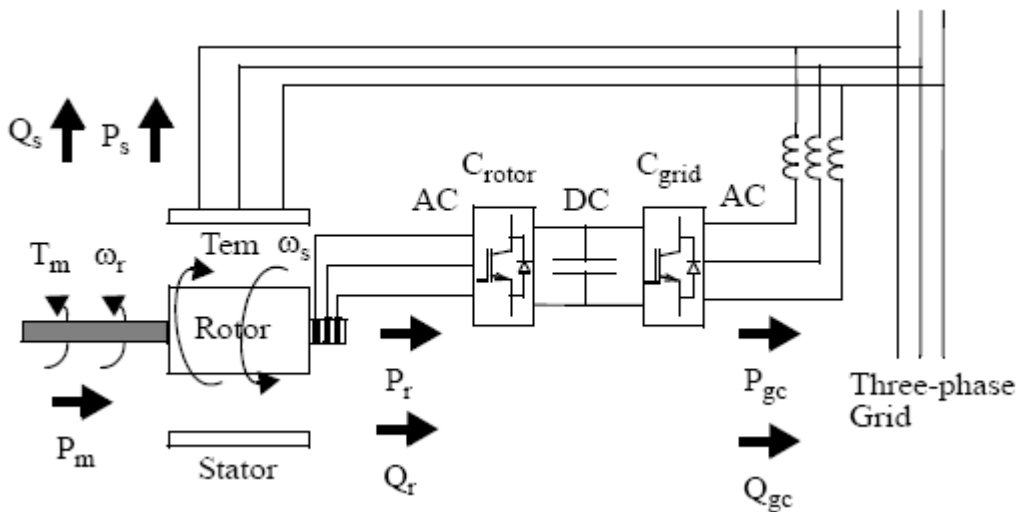 Qs Ps
Crotor Cgrid
AC DC AC
Tm ωr Tem ωs
Rotor
Pm Pr Pgc
Three-phase
Grid
Stator Qr Qgc